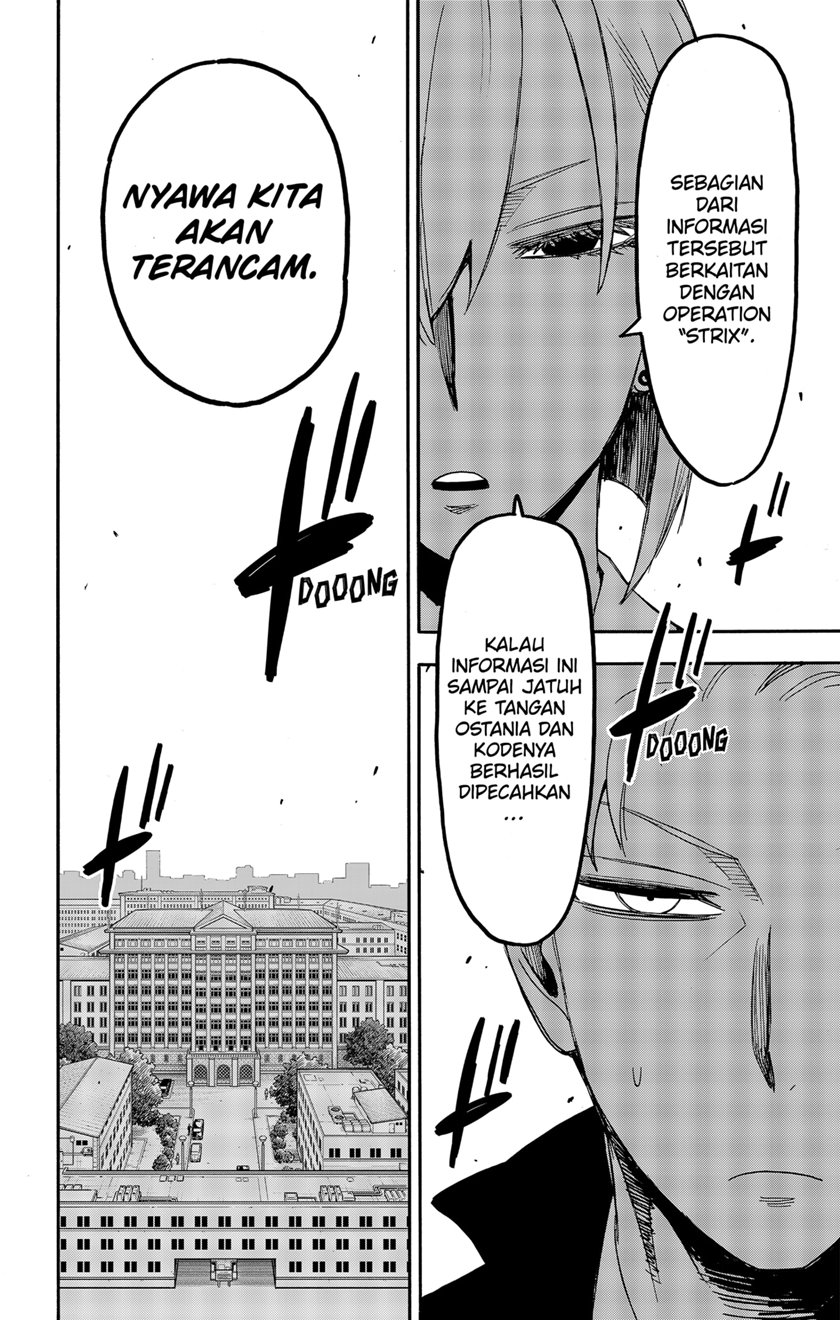 SEBAGIAN
DARI
INFORMASI
TERSEBUT
BERKAITAN
DENGAN
OPERATION
"STRIX".
KALAU
INFORMASI INI
SAMPAI JATUH
KE TANGAN
OSTANIA DAN
KODENYA
BERHASIL
DIPECAHKAN
...
DOOONG
NYAWA KITA
AKAN
TERANCAM.
DOOONG